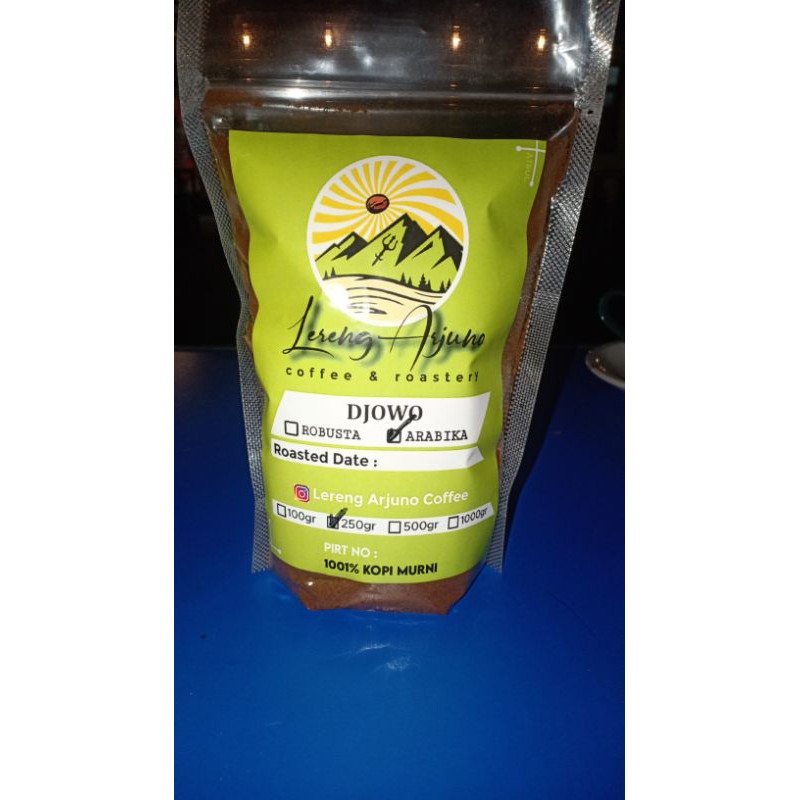 Lereng Arjuno
coffee & roastery
DJOWO
ROBUSTA ARABIKA
Roasted Date :
Lereng Arjuno Coffee
100gr 250gr 500gr 1000gr
PIRT NO :
1001% KOPI MURNI